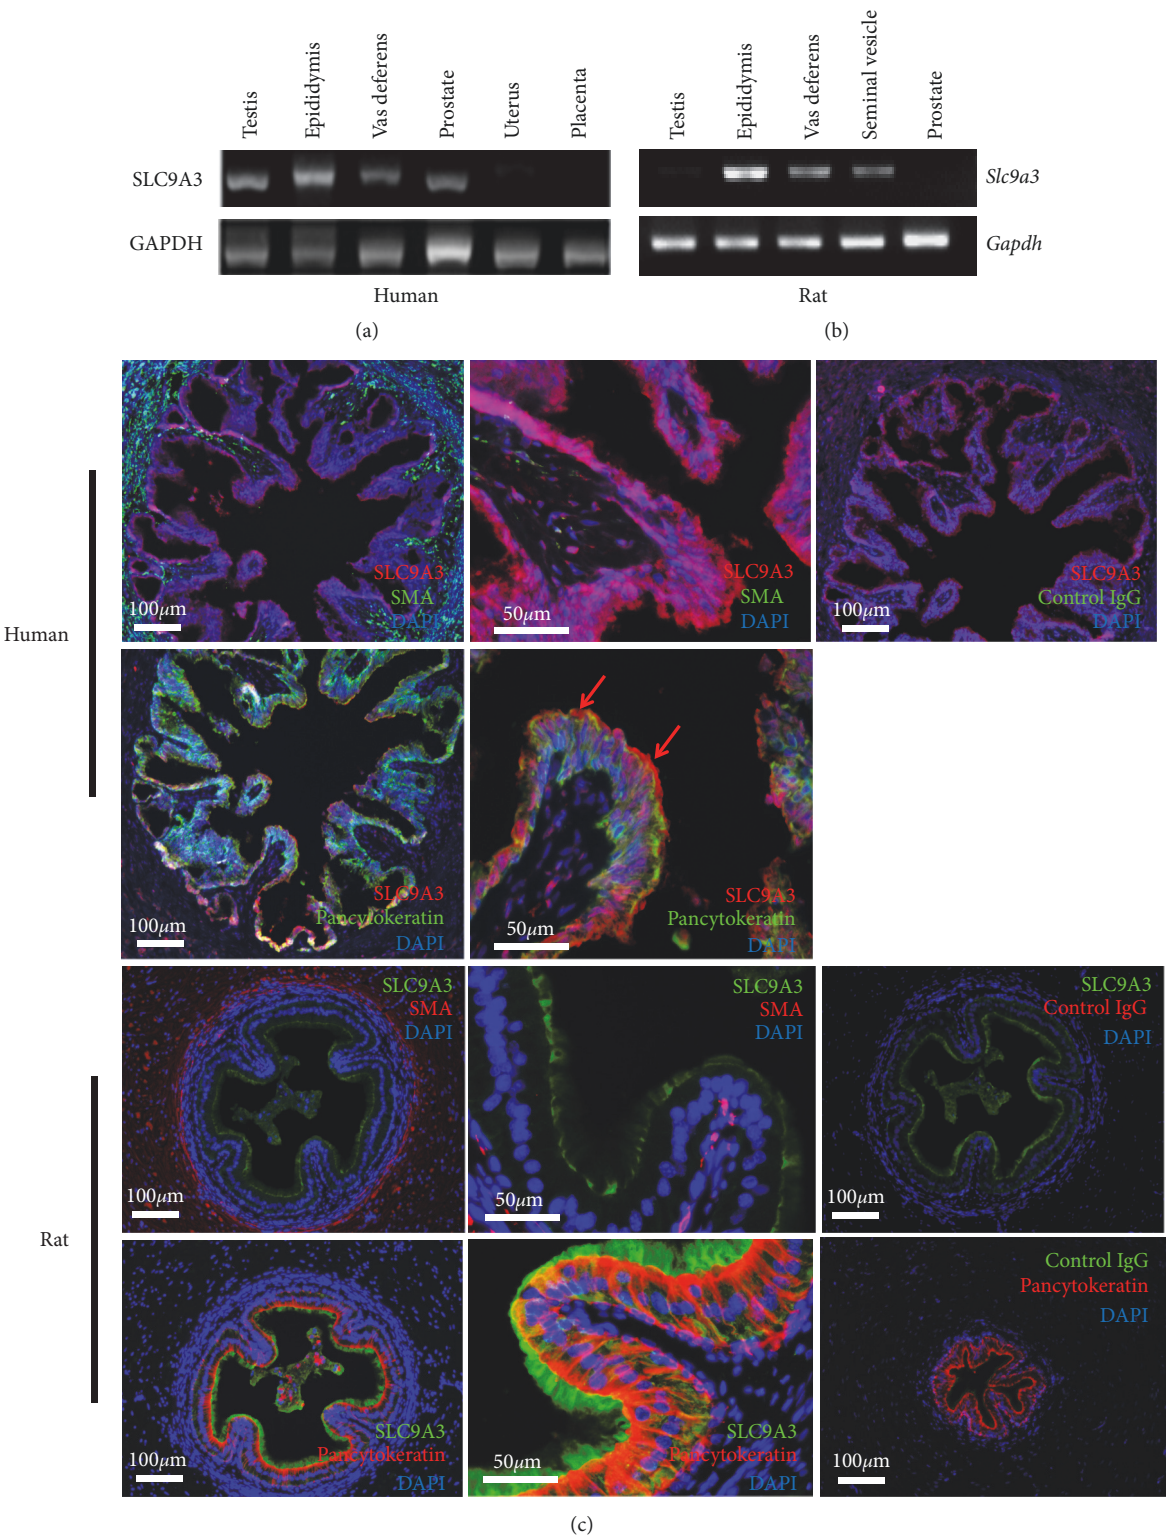 Testis
Epididymis
Vas deferens
Prostate
Uterus
Placenta
SLC9A3
GAPDH
Human
(a)
Testis
Epididymis
Vas deferens
Seminal vesicle
Prostate
Slc9a3
Gapdh
Rat
(b)
Human
SLC9A3
SMA
DAPI
100μm
SLC9A3
SMA
DAPI
50μm
SLC9A3
Control IgG
DAPI
100μm
SLC9A3
Pancytokeratin
DAPI
100μm
SLC9A3
Pancytokeratin
DAPI
50μm
Rat
SLC9A3
SMA
DAPI
100μm
SLC9A3
SMA
DAPI
50μm
SLC9A3
Control IgG
DAPI
100μm
SLC9A3
Pancytokeratin
DAPI
100μm
SLC9A3
Pancytokeratin
DAPI
50μm
Control IgG
Pancytokeratin
DAPI
100μm
(c)